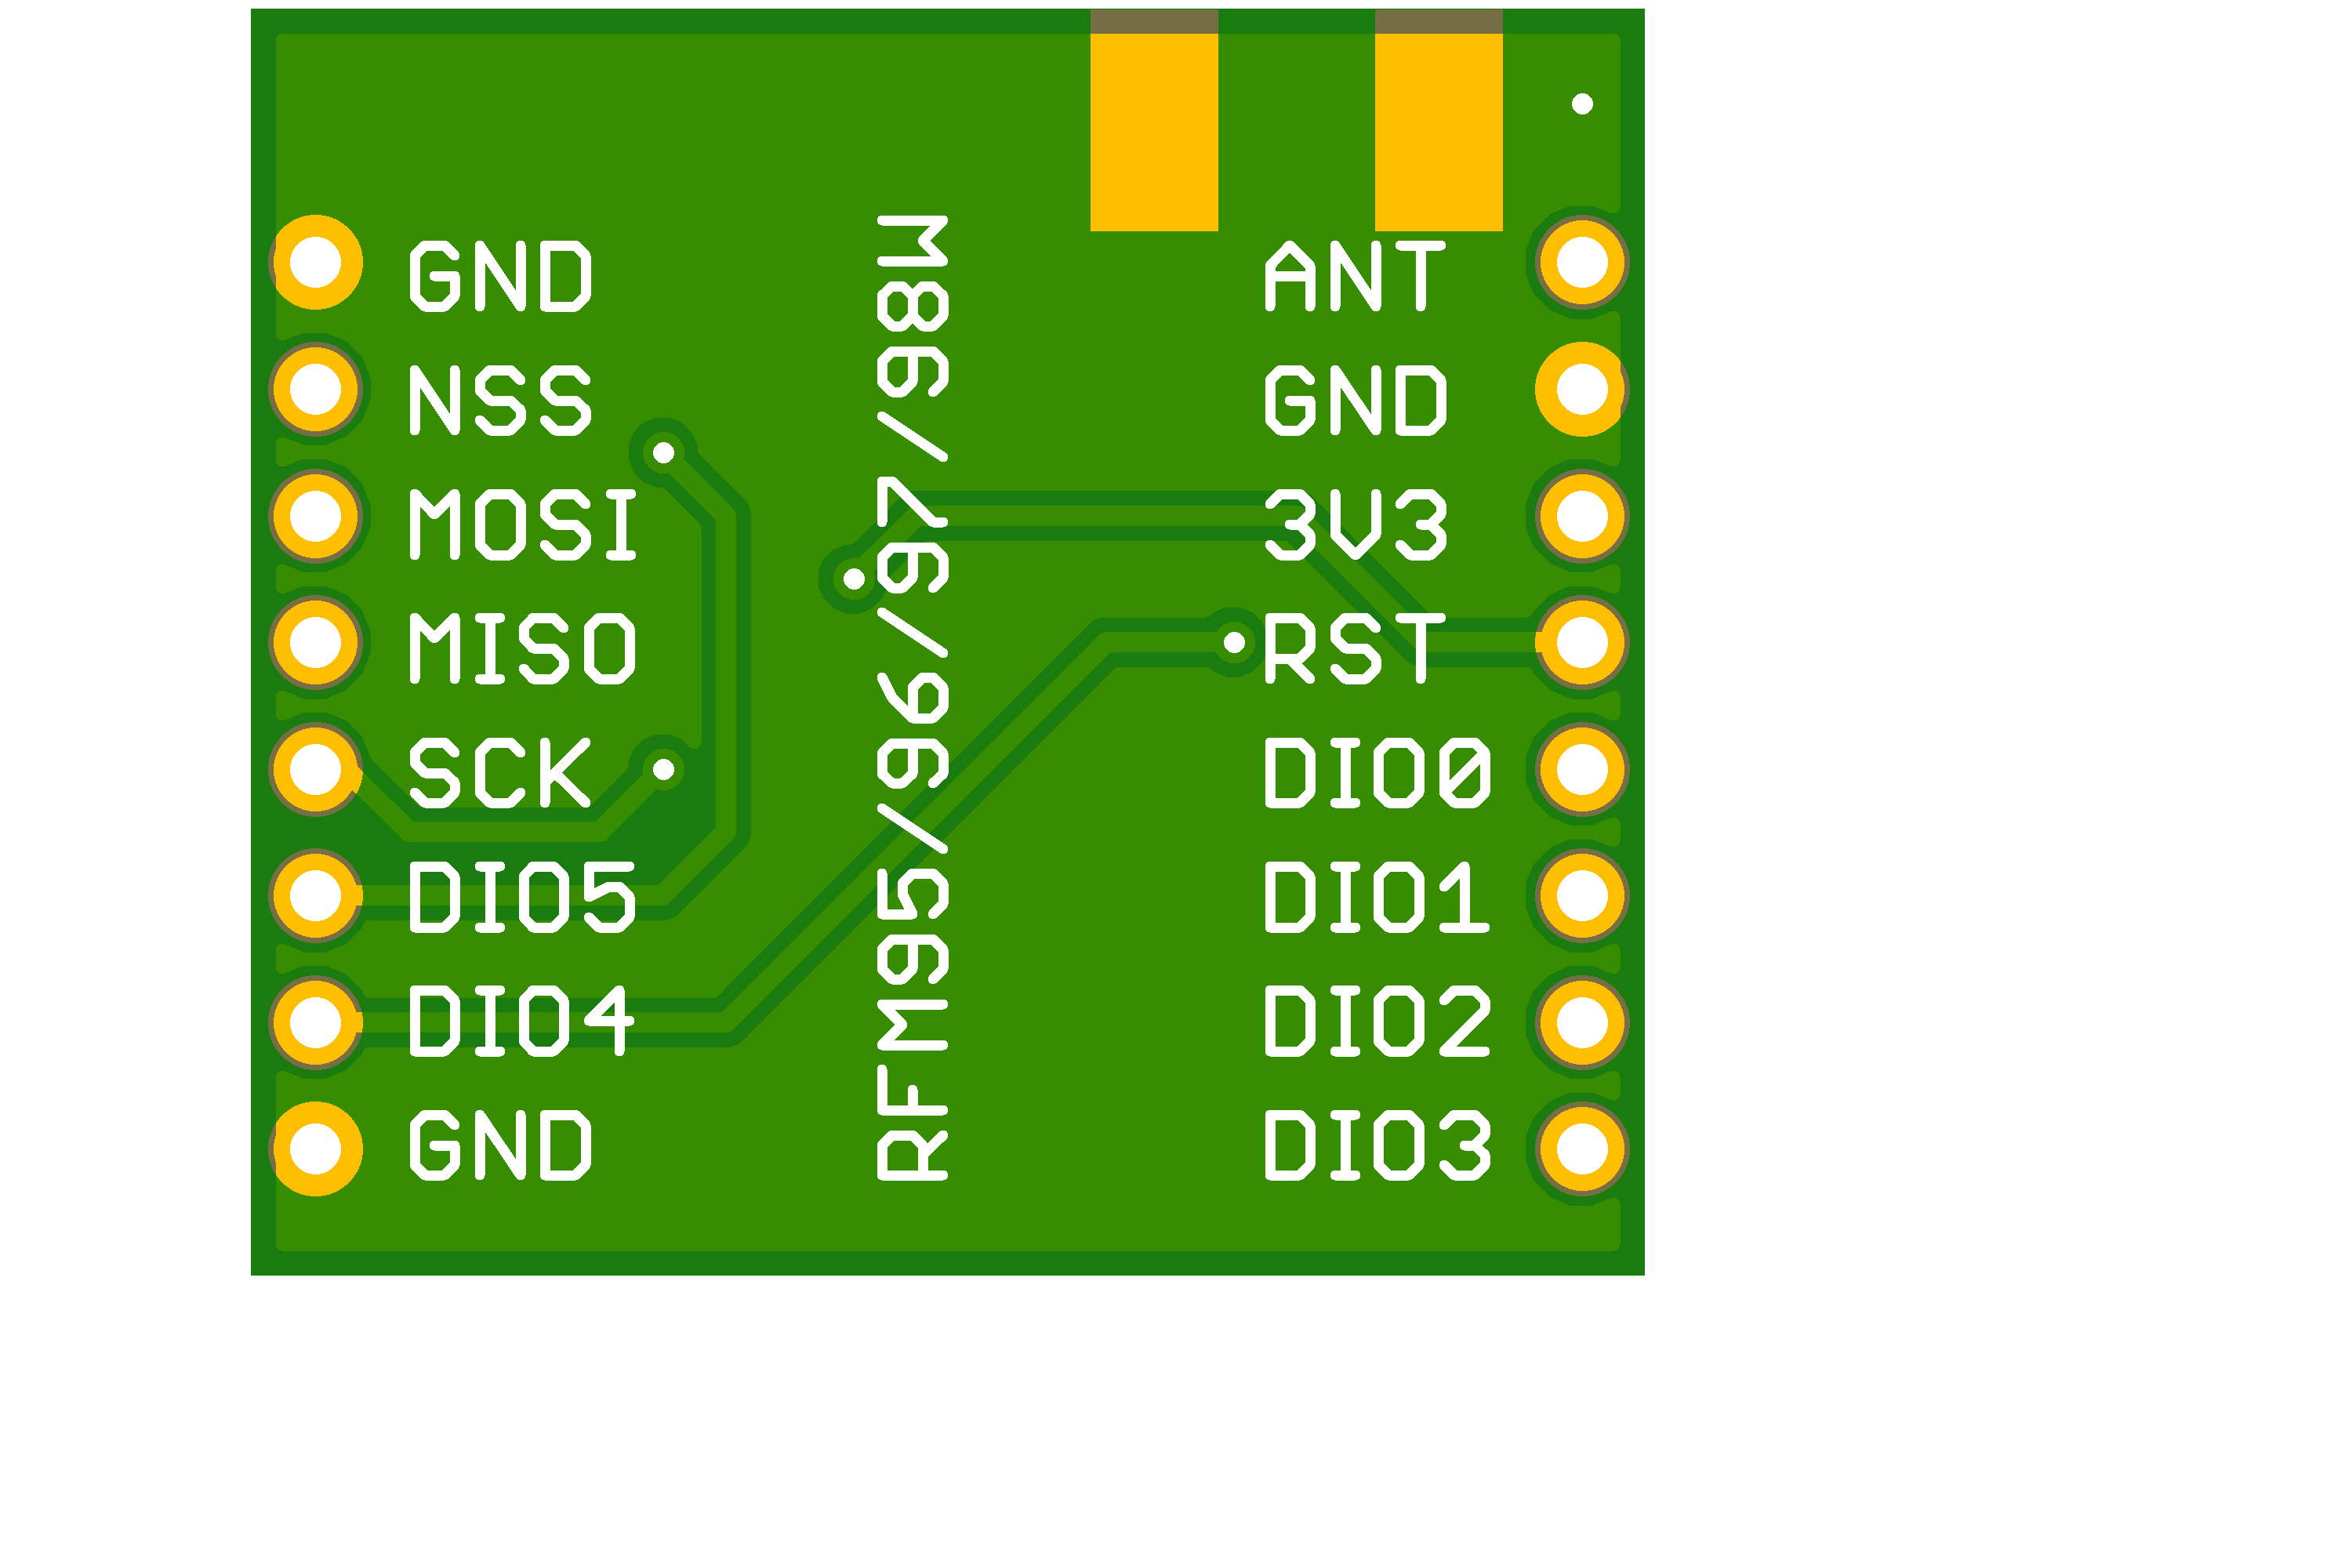 GND
NSS
MOSI
MISO
SCK
DIO5
DIO4
GND
RFM95/96/97/98W
ANT
GND
3V3
RST
DIO0
DIO1
DIO2
DIO3